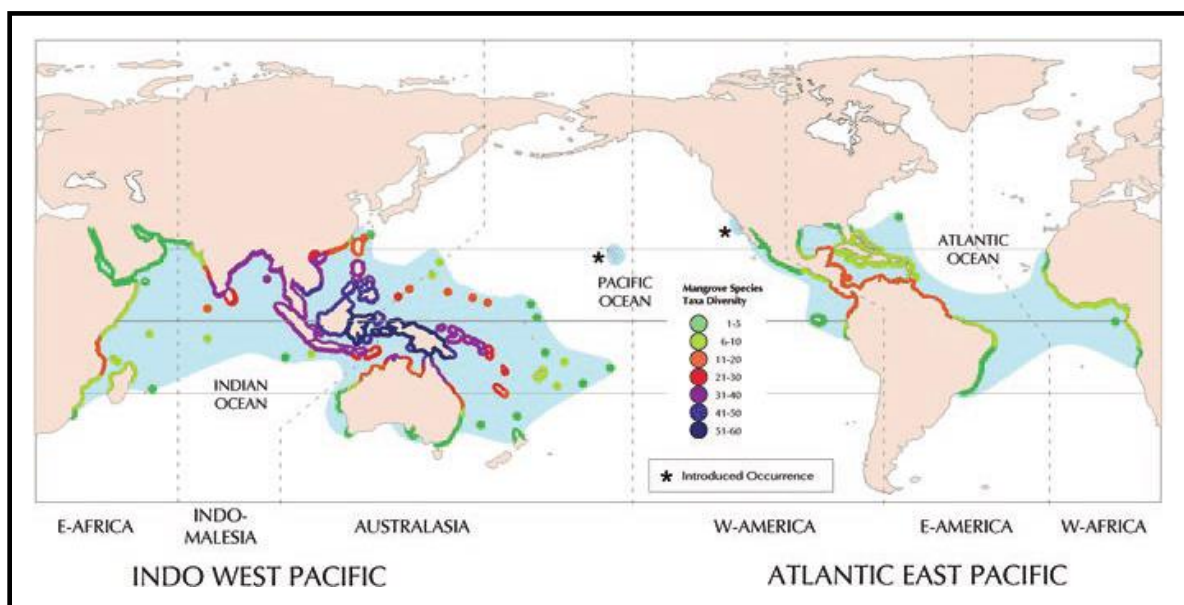 ATLANTIC
OCEAN
PACIFIC
OCEAN
Mangrove Species
Taxa Diversity
1-5
6-10
11-20
21-30
31-40
41-50
51-60
INDIAN
OCEAN
* Introduced Occurrence
E-AFRICA
INDO-
MALESIA
AUSTRALASIA
W-AMERICA
E-AMERICA
W-AFRICA
INDO WEST PACIFIC
ATLANTIC EAST PACIFIC